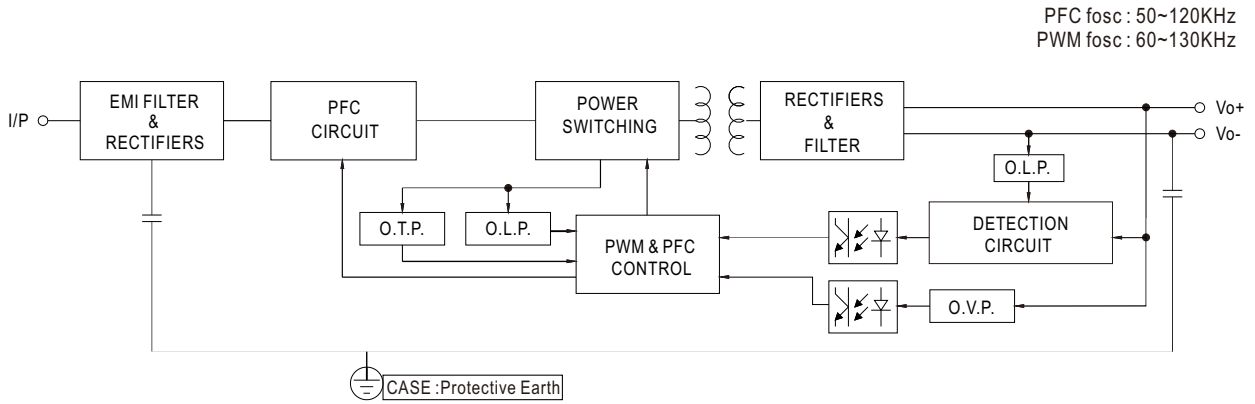 PFC fosc : 50~120KHz
PWM fosc : 60~130KHz
I/P
EMI FILTER
&
RECTIFIERS
PFC
CIRCUIT
POWER
SWITCHING
RECTIFIERS
&
FILTER
Vo+
Vo-
O.L.P.
O.T.P.
O.L.P.
PWM & PFC
CONTROL
DETECTION
CIRCUIT
O.V.P.
CASE :Protective Earth